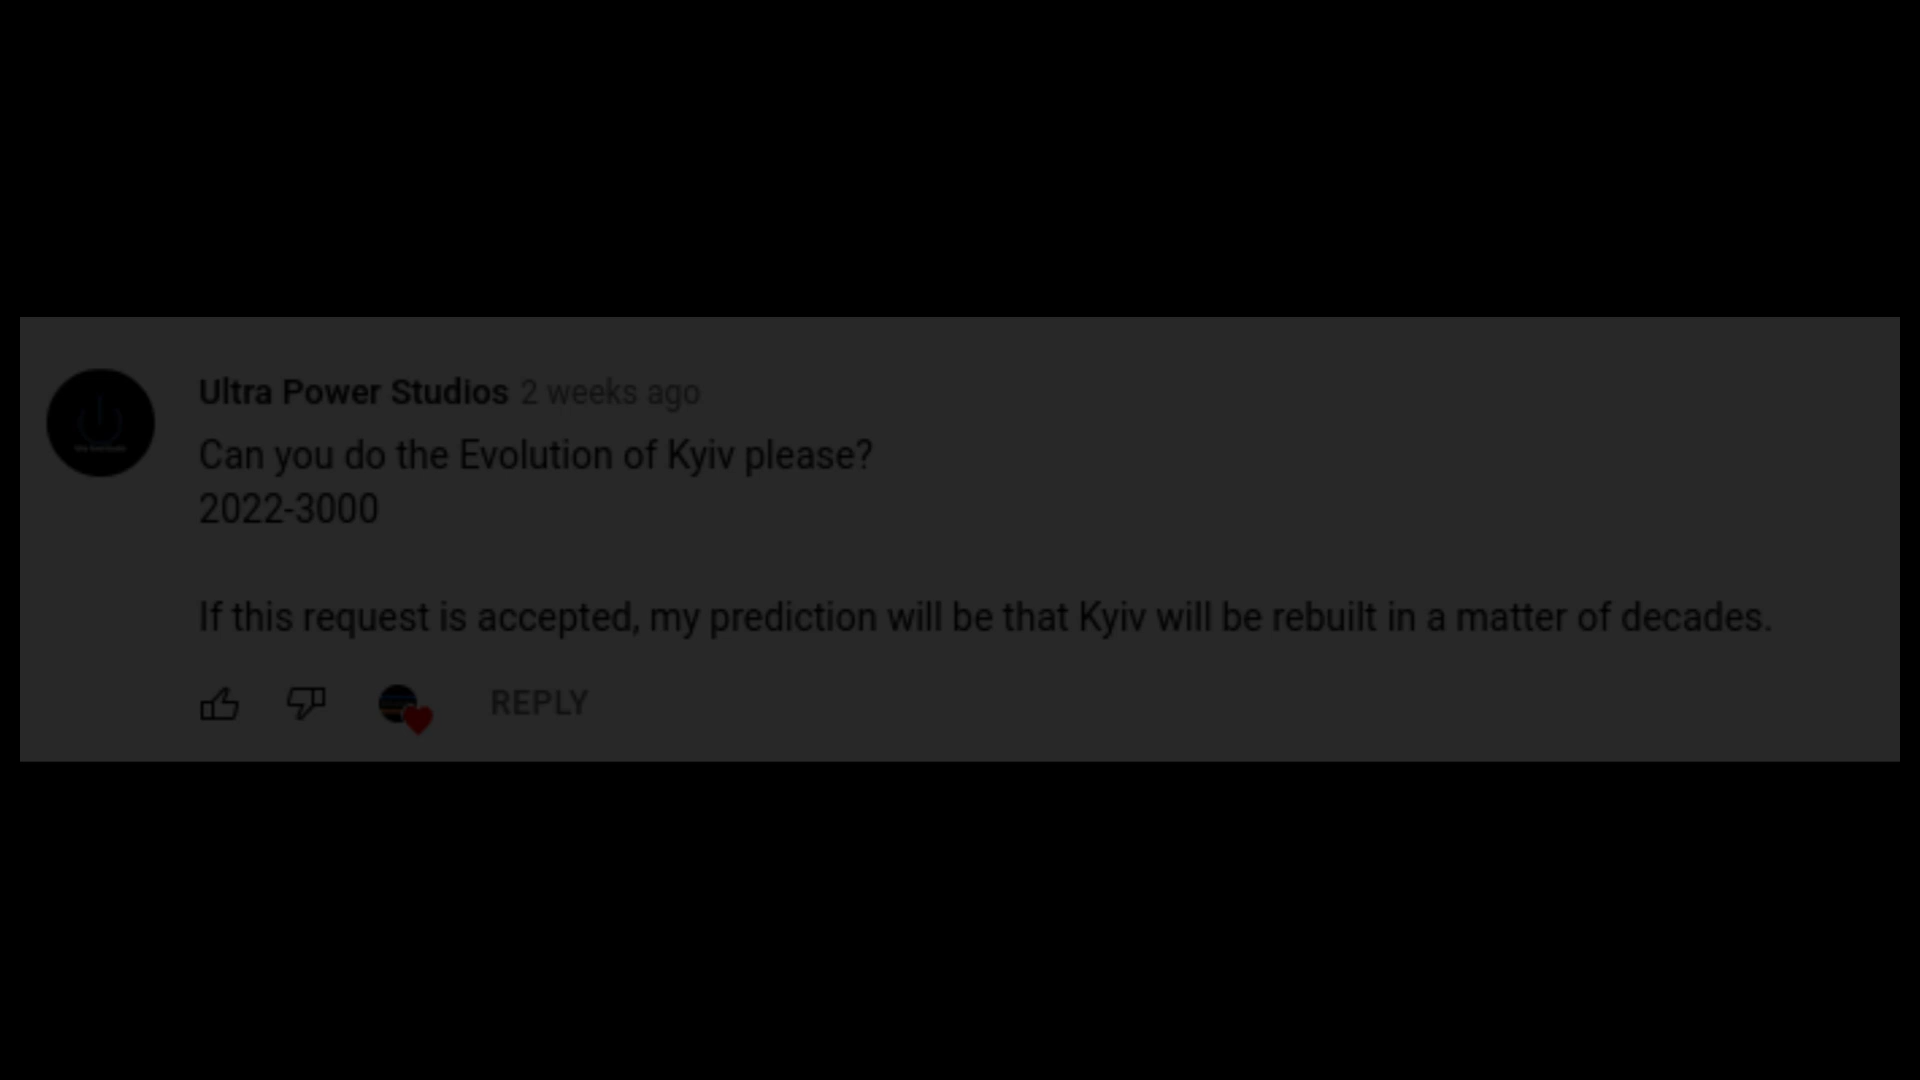 Ultra Power Studios 2 weeks ago
Can you do the Evolution of Kyiv please?
2022-3000
If this request is accepted, my prediction will be that Kyiv will be rebuilt in a matter of decades.
REPLY